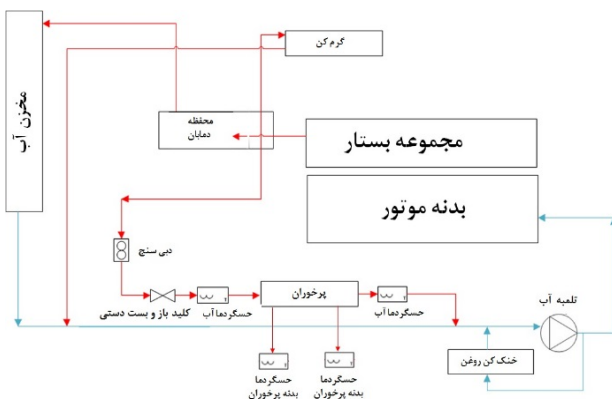 گرم کن
مخزن آب
محفظه
دمابان
مجموعه بستار
بدنه موتور
دبی سنج
کلید باز و بست دستی
حسگردما آب
پرخوران
حسگردما آب
تلمبه آب
خنک کن روغن
حسگردما
بدنه پرخوران
حسگردما
بدنه پرخوران